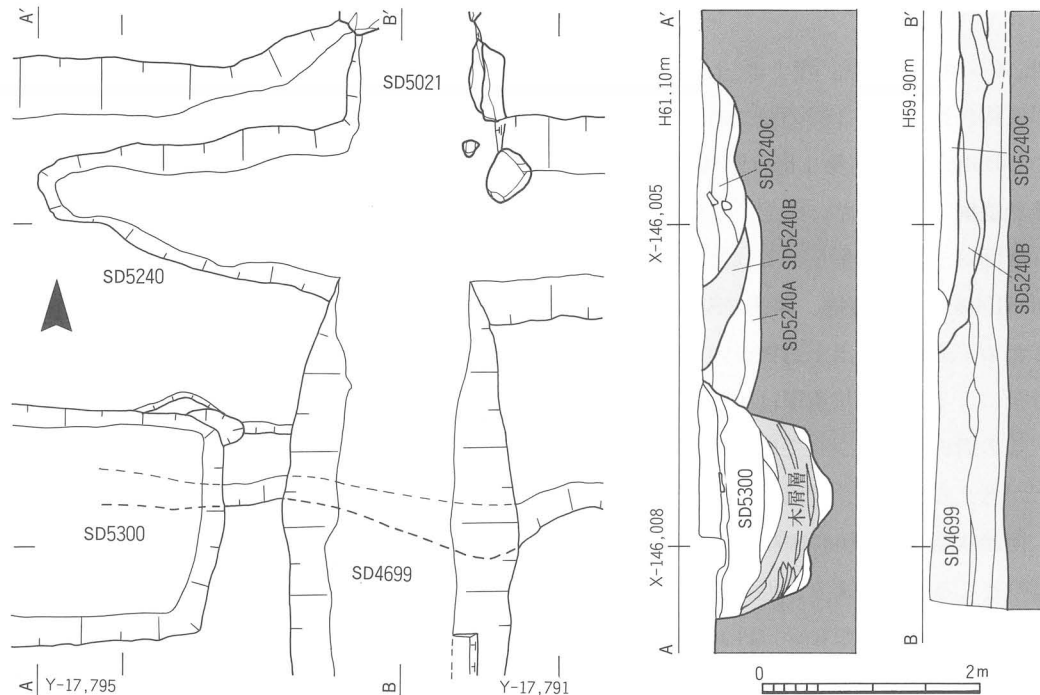 A′
B′
SD5021
SD5240
SD5300
SD4699
A
Y-17,795
B
Y-17,791
A′
H61.10m
SD5240C
X-146,005
SD5240B
SD5240A
SD5300
木屑層
X-146,008
A
B′
H59.90m
SD5240C
SD5240B
SD4699
B
0
2m